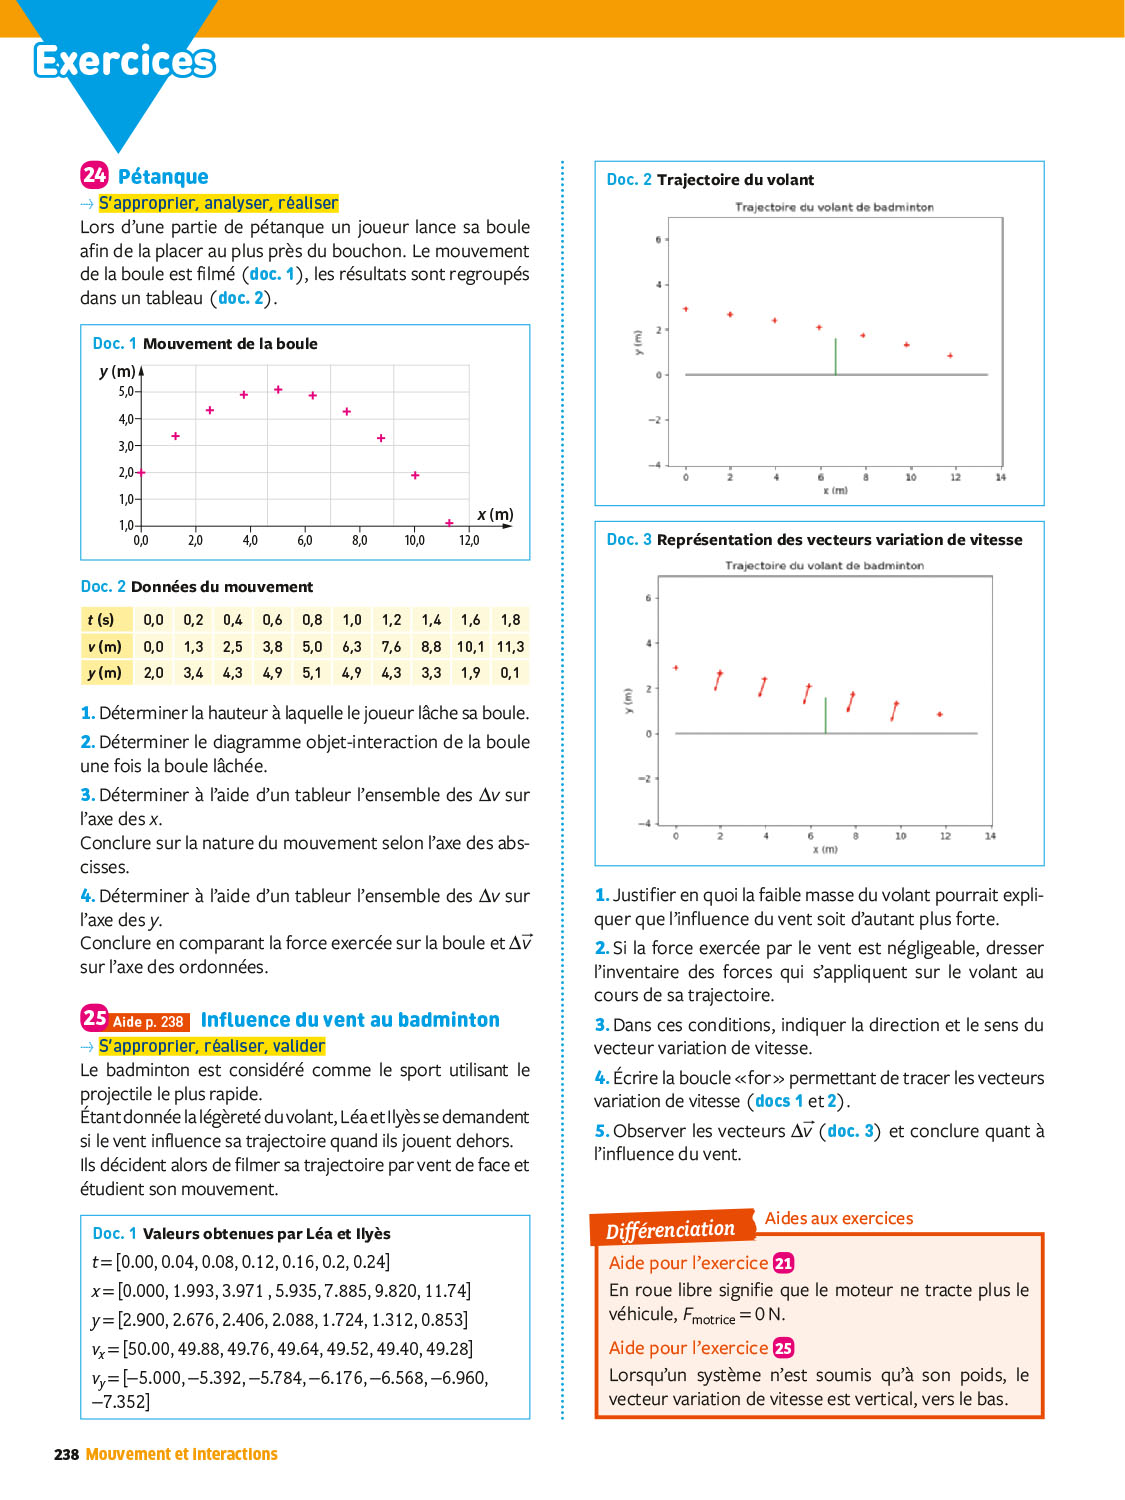 Exercices
24 Pétanque
→ S’approprier, analyser, réaliser
Lors d’une partie de pétanque un joueur lance sa boule
afin de la placer au plus près du bouchon. Le mouvement
de la boule est filmé (doc. 1), les résultats sont regroupés
dans un tableau (doc. 2).
Doc. 1 Mouvement de la boule
y (m)
5,0
4,0
3,0
2,0
1,0
1,0
x (m)
0,0 2,0 4,0 6,0 8,0 10,0 12,0
Doc. 2 Données du mouvement
t (s) 0,0 0,2 0,4 0,6 0,8 1,0 1,2 1,4 1,6 1,8
v (m) 0,0 1,3 2,5 3,8 5,0 6,3 7,6 8,8 10,1 11,3
y (m) 2,0 3,4 4,3 4,9 5,1 4,9 4,3 3,3 1,9 0,1
1. Déterminer la hauteur à laquelle le joueur lâche sa boule.
2. Déterminer le diagramme objet-interaction de la boule
une fois la boule lâchée.
3. Déterminer à l’aide d’un tableur l’ensemble des Δv sur
l’axe des x.
Conclure sur la nature du mouvement selon l’axe des abs-
cisses.
4. Déterminer à l’aide d’un tableur l’ensemble des Δv sur
l’axe des y.
Conclure en comparant la force exercée sur la boule et Δv⃗
sur l’axe des ordonnées.
25 Aide p. 238 Influence du vent au badminton
→ S’approprier, réaliser, valider
Le badminton est considéré comme le sport utilisant le
projectile le plus rapide.
Étant donnée la légèreté du volant, Léa et Ilyès se demandent
si le vent influence sa trajectoire quand ils jouent dehors.
Ils décident alors de filmer sa trajectoire par vent de face et
étudient son mouvement.
Doc. 1 Valeurs obtenues par Léa et Ilyès
t = [0.00, 0.04, 0.08, 0.12, 0.16, 0.2, 0.24]
x = [0.000, 1.993, 3.971 , 5.935, 7.885, 9.820, 11.74]
y = [2.900, 2.676, 2.406, 2.088, 1.724, 1.312, 0.853]
vx = [50.00, 49.88, 49.76, 49.64, 49.52, 49.40, 49.28]
vy = [–5.000, –5.392, –5.784, –6.176, –6.568, –6.960,
–7.352]
Doc. 2 Trajectoire du volant
Trajectoire du volant de badminton
6
4
2
0
−2
−4
y (m)
0 2 4 6 8 10 12 14
x (m)
Doc. 3 Représentation des vecteurs variation de vitesse
Trajectoire du volant de badminton
6
4
2
0
−2
−4
y (m)
0 2 4 6 8 10 12 14
x (m)
1. Justifier en quoi la faible masse du volant pourrait expli-
quer que l’influence du vent soit d’autant plus forte.
2. Si la force exercée par le vent est négligeable, dresser
l’inventaire des forces qui s’appliquent sur le volant au
cours de sa trajectoire.
3. Dans ces conditions, indiquer la direction et le sens du
vecteur variation de vitesse.
4. Écrire la boucle « for » permettant de tracer les vecteurs
variation de vitesse (docs 1 et 2).
5. Observer les vecteurs Δv⃗ (doc. 3) et conclure quant à
l’influence du vent.
Différenciation Aides aux exercices
Aide pour l’exercice 21
En roue libre signifie que le moteur ne tracte plus le
véhicule, Fmotrice = 0 N.
Aide pour l’exercice 25
Lorsqu’un système n’est soumis qu’à son poids, le
vecteur variation de vitesse est vertical, vers le bas.
238 Mouvement et interactions